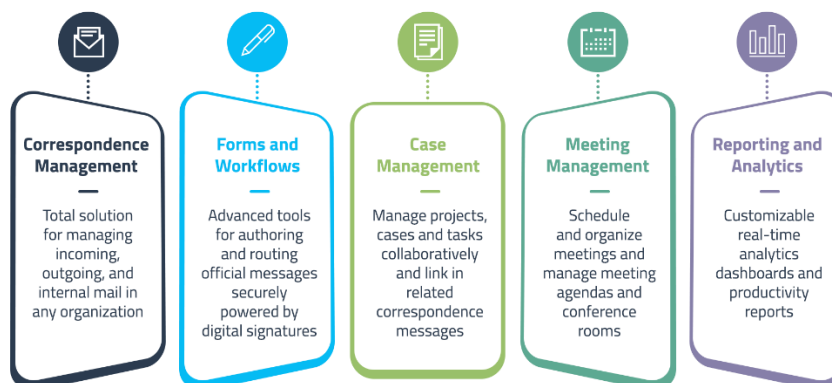 Correspondence
Management
Total solution
for managing
incoming,
outgoing, and
internal mail in
any organization
Forms and
Workflows
Advanced tools
for authoring
and routing
official messages
securely
powered by
digital signatures
Case
Management
Manage projects,
cases and tasks
collaboratively
and link in
related
correspondence
messages
Meeting
Management
Schedule
and organize
meetings and
manage meeting
agendas and
conference
rooms
Reporting and
Analytics
Customizable
real-time
analytics
dashboards and
productivity
reports